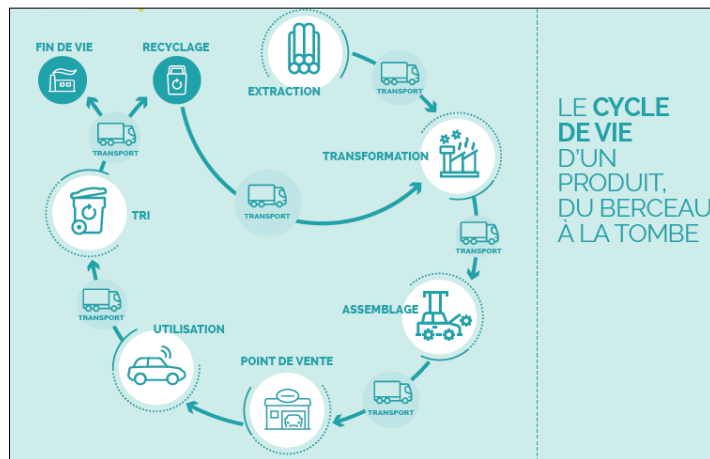 FIN DE VIE
RECYCLAGE
EXTRACTION
TRANSPORT
TRANSPORT
TRANSFORMATION
TRANSPORT
TRI
TRANSPORT
TRANSPORT
ASSEMBLAGE
UTILISATION
POINT DE VENTE
TRANSPORT
LE CYCLE
DE VIE
D'UN
PRODUIT,
DU BERCEAU
À LA TOMBE